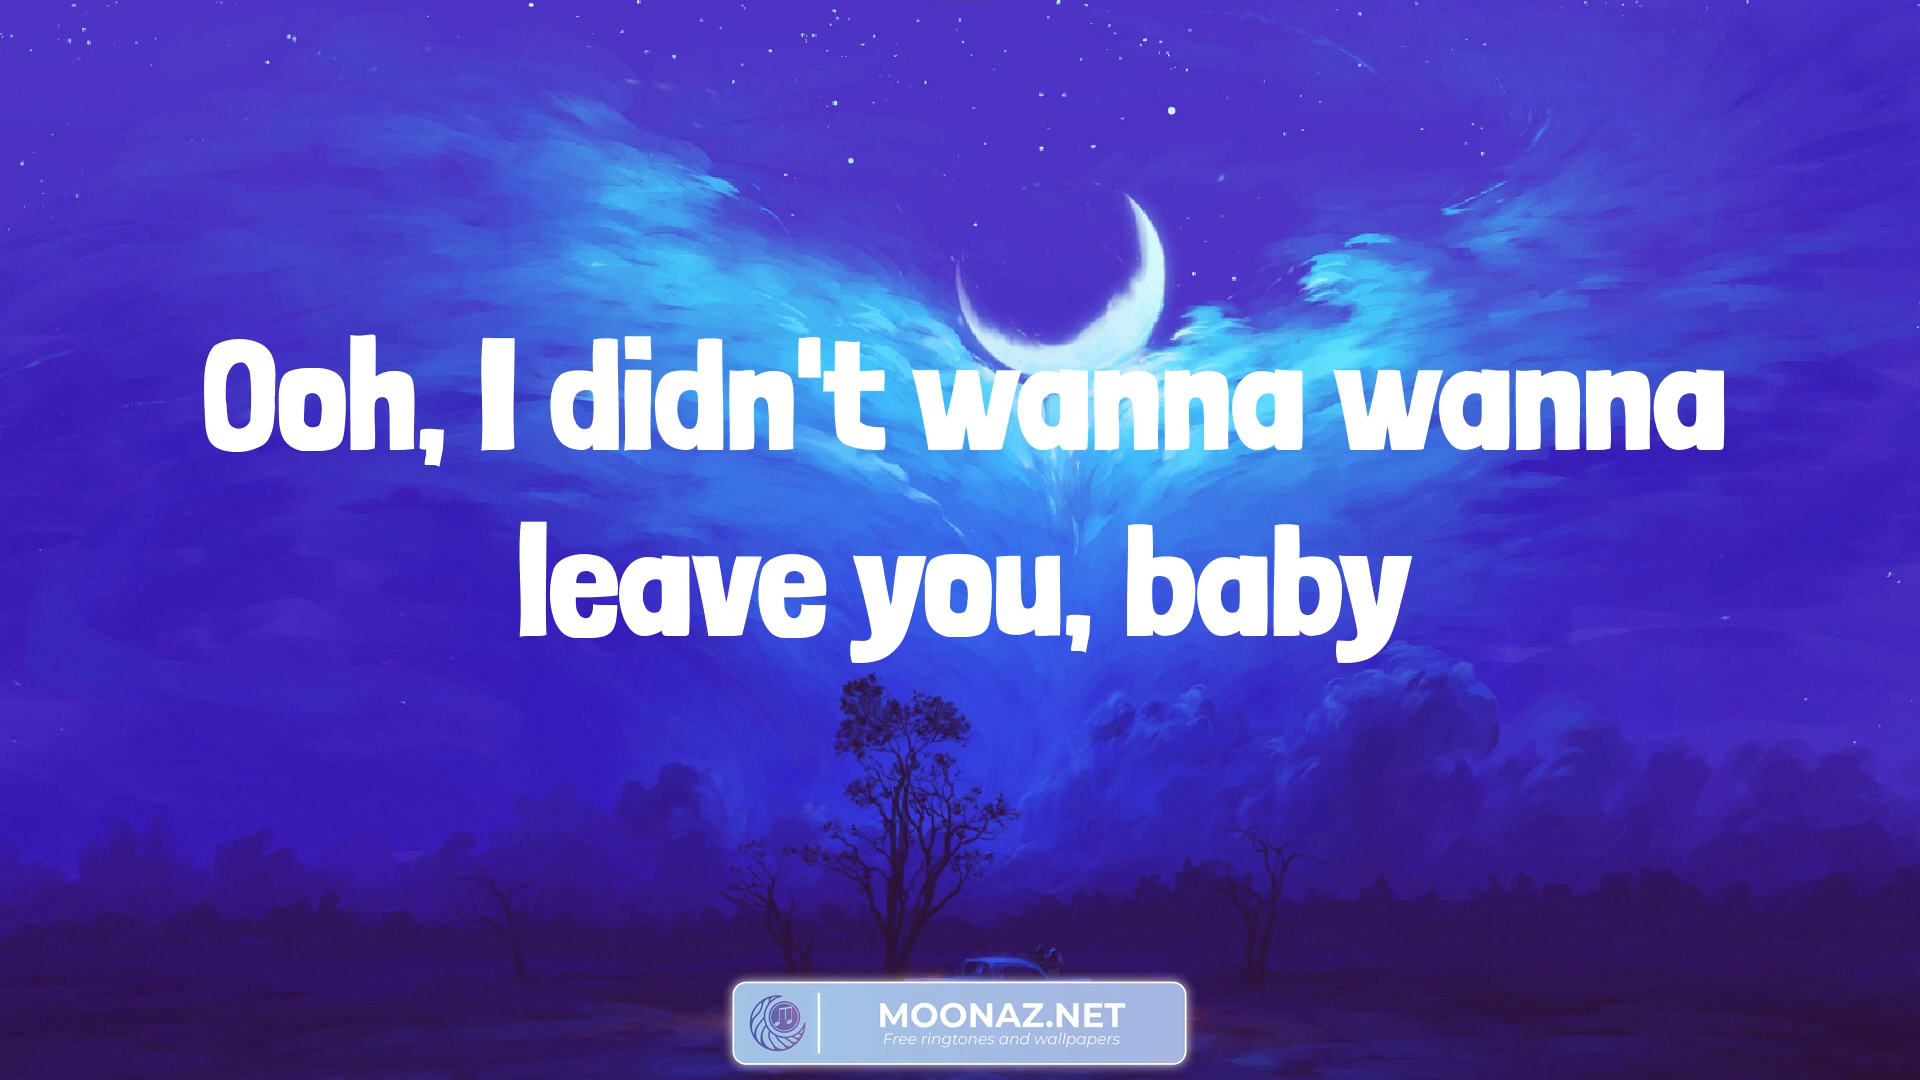 Ooh, I didn't wanna wanna
leave you, baby
MOONAZ.NET
Free ringtones and wallpapers